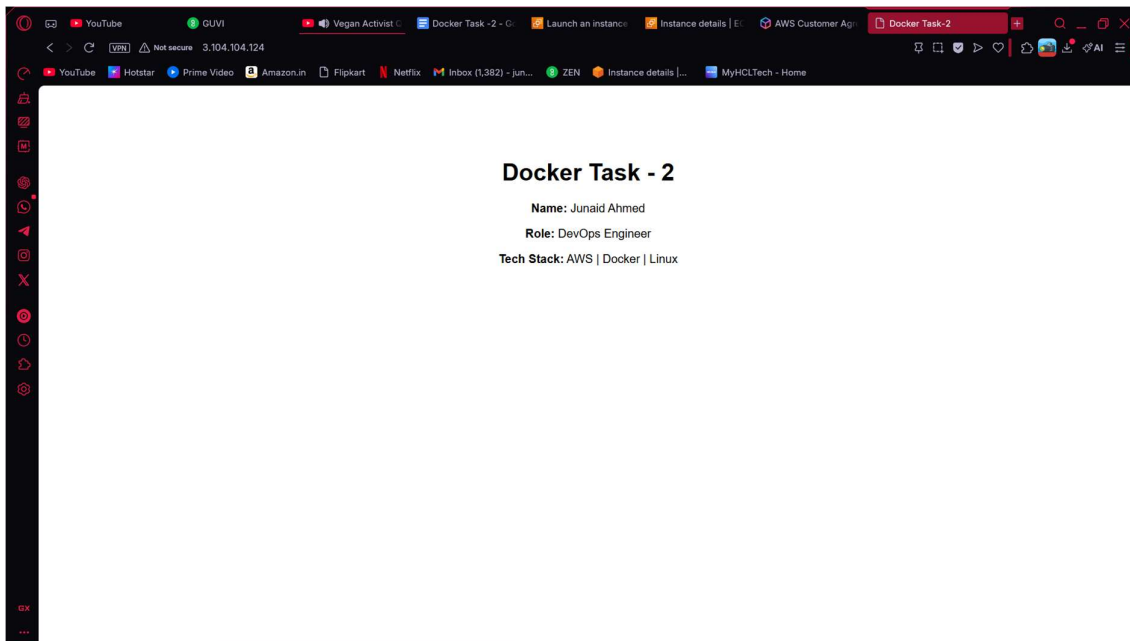 YouTube GUVI Vegan Activist G Docker Task -2 - Go Launch an instance Instance details | EC AWS Customer Agr Docker Task-2
VPN Not secure 3.104.104.124 AI
YouTube Hotstar Prime Video Amazon.in Flipkart Netflix Inbox (1,382) - jun... ZEN Instance details |... MyHCLTech - Home
Docker Task - 2
Name: Junaid Ahmed
Role: DevOps Engineer
Tech Stack: AWS | Docker | Linux
GX